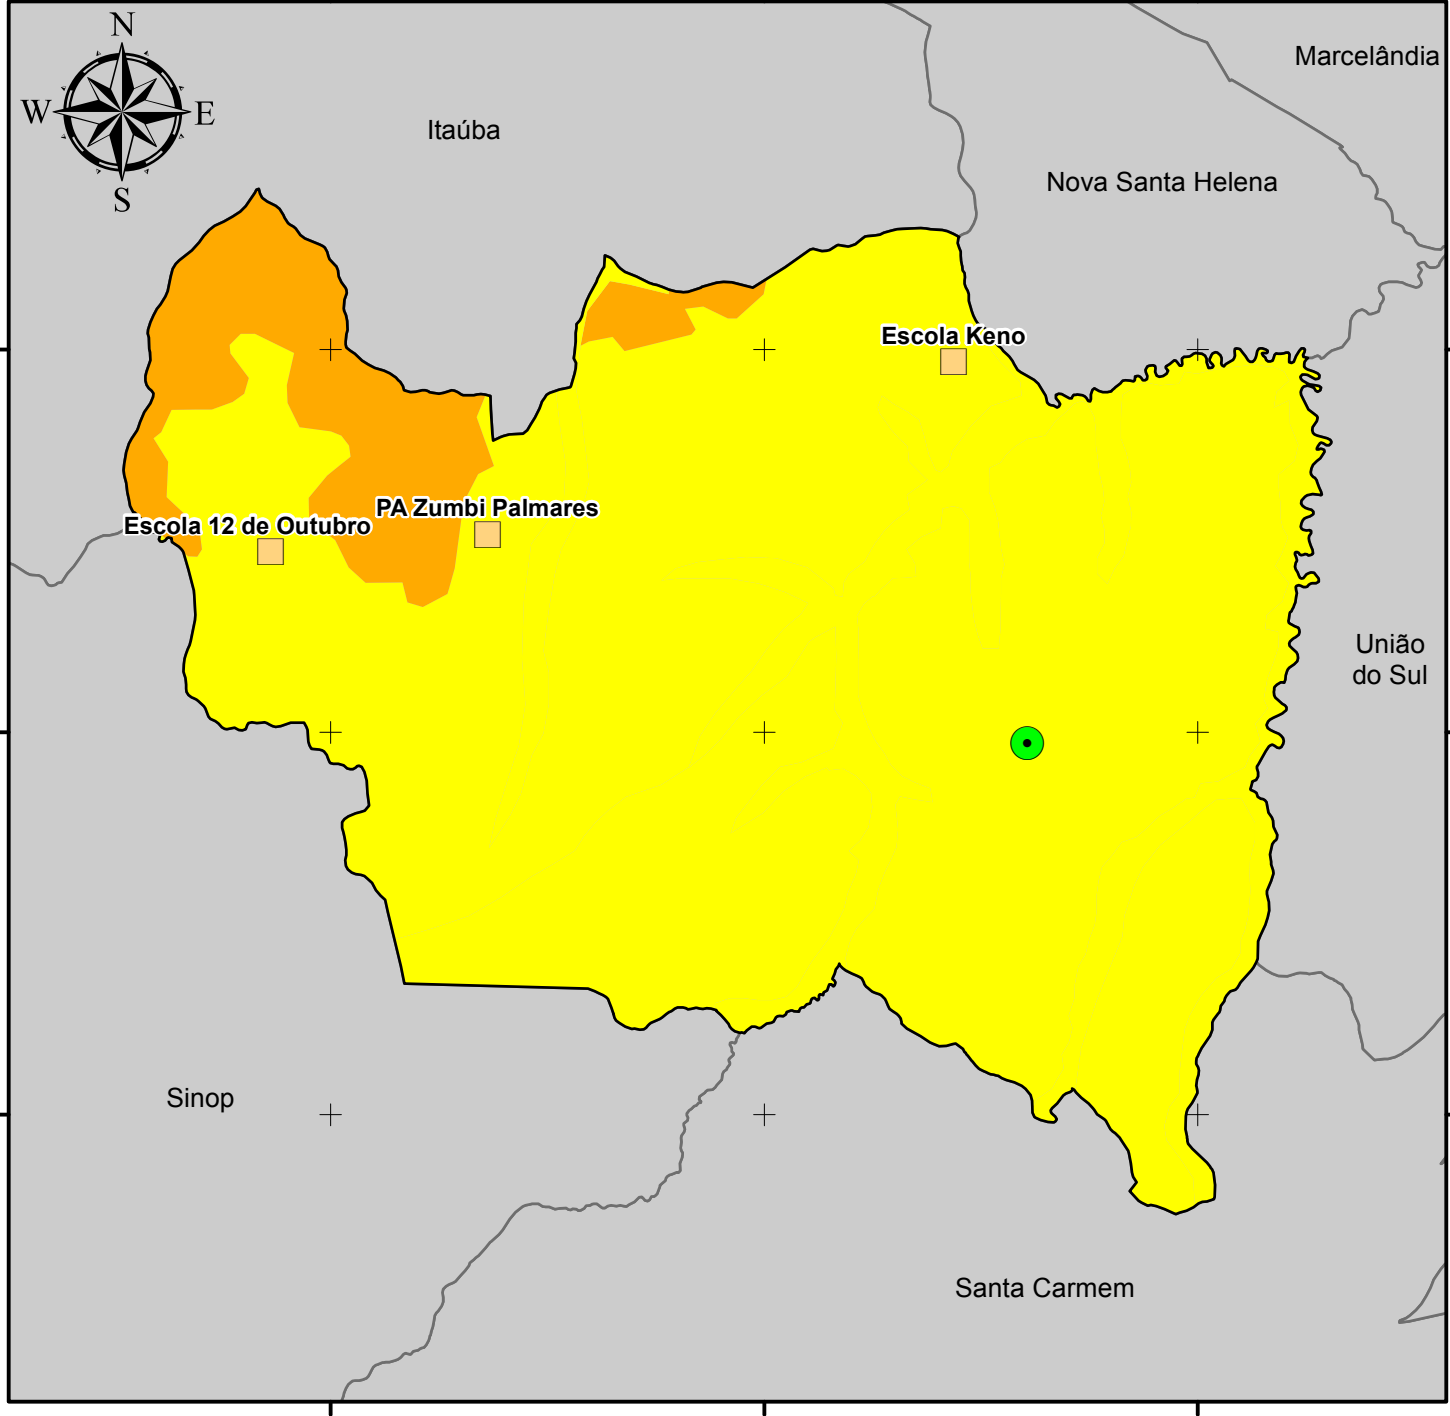 N
Marcelândia
W
E
Itaúba
Nova Santa Helena
S
Escola Keno
PA Zumbi Palmares
Escola 12 de Outubro
União
do Sul
Sinop
Santa Carmem